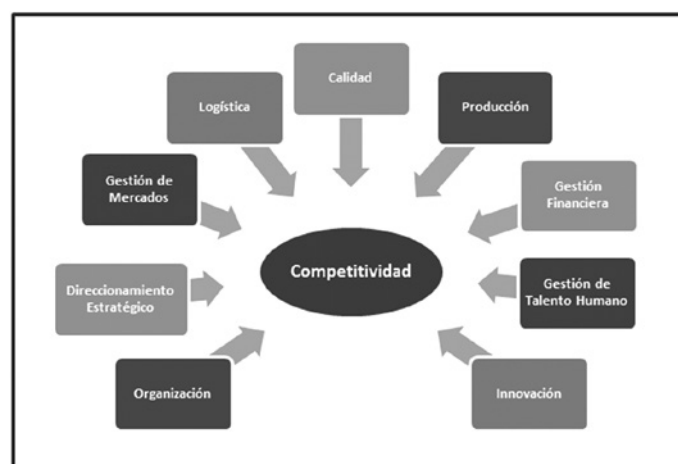 Calidad
Logística
Producción
Gestión de
Mercados
Gestión
Financiera
Competitividad
Direccionamiento
Estratégico
Gestión de
Talento Humano
Organización
Innovación